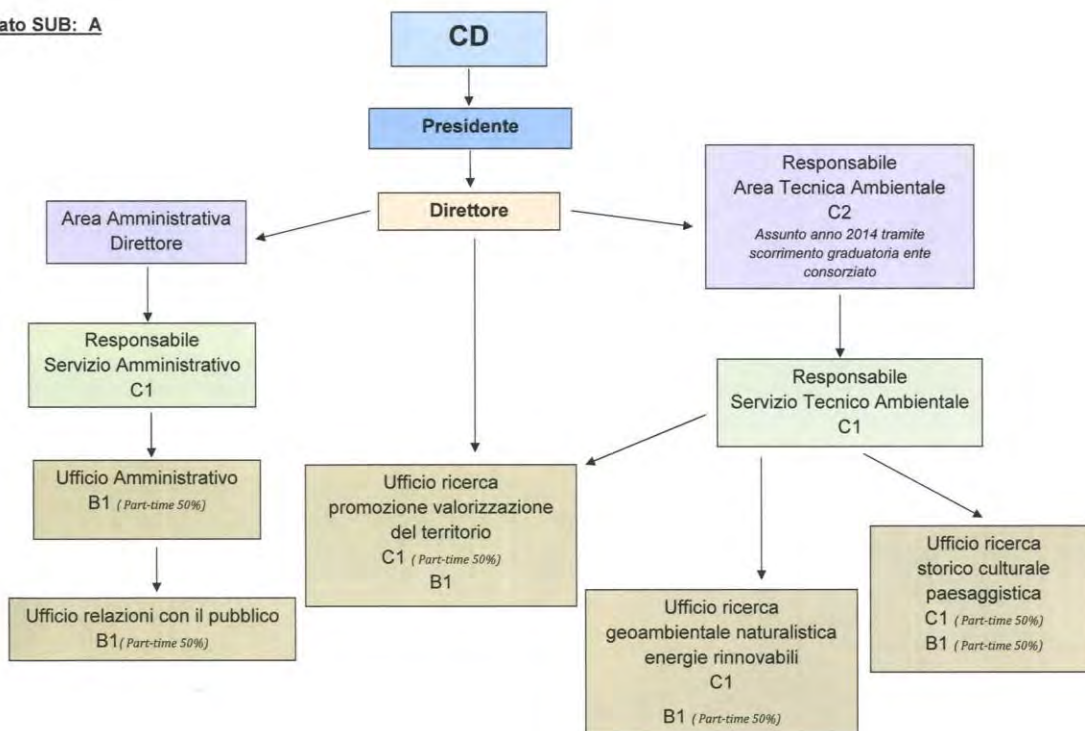 ato SUB: A
CD
Presidente
Direttore
Area Amministrativa
Direttore
Responsabile
Area Tecnica Ambientale
C2
Assunto anno 2014 tramite
scorrimento graduatoria ente
consorziato
Responsabile
Servizio Amministrativo
C1
Responsabile
Servizio Tecnico Ambientale
C1
Ufficio Amministrativo
B1 ( Part-time 50%)
Ufficio relazioni con il pubblico
B1( Part-time 50%)
Ufficio ricerca
promozione valorizzazione
del territorio
C1 ( Part-time 50%)
B1
Ufficio ricerca
geoambientale naturalistica
energie rinnovabili
C1
B1 ( Part-time 50%)
Ufficio ricerca
storico culturale
paesaggistica
C1 ( Part-time 50%)
B1 ( Part-time 50%)